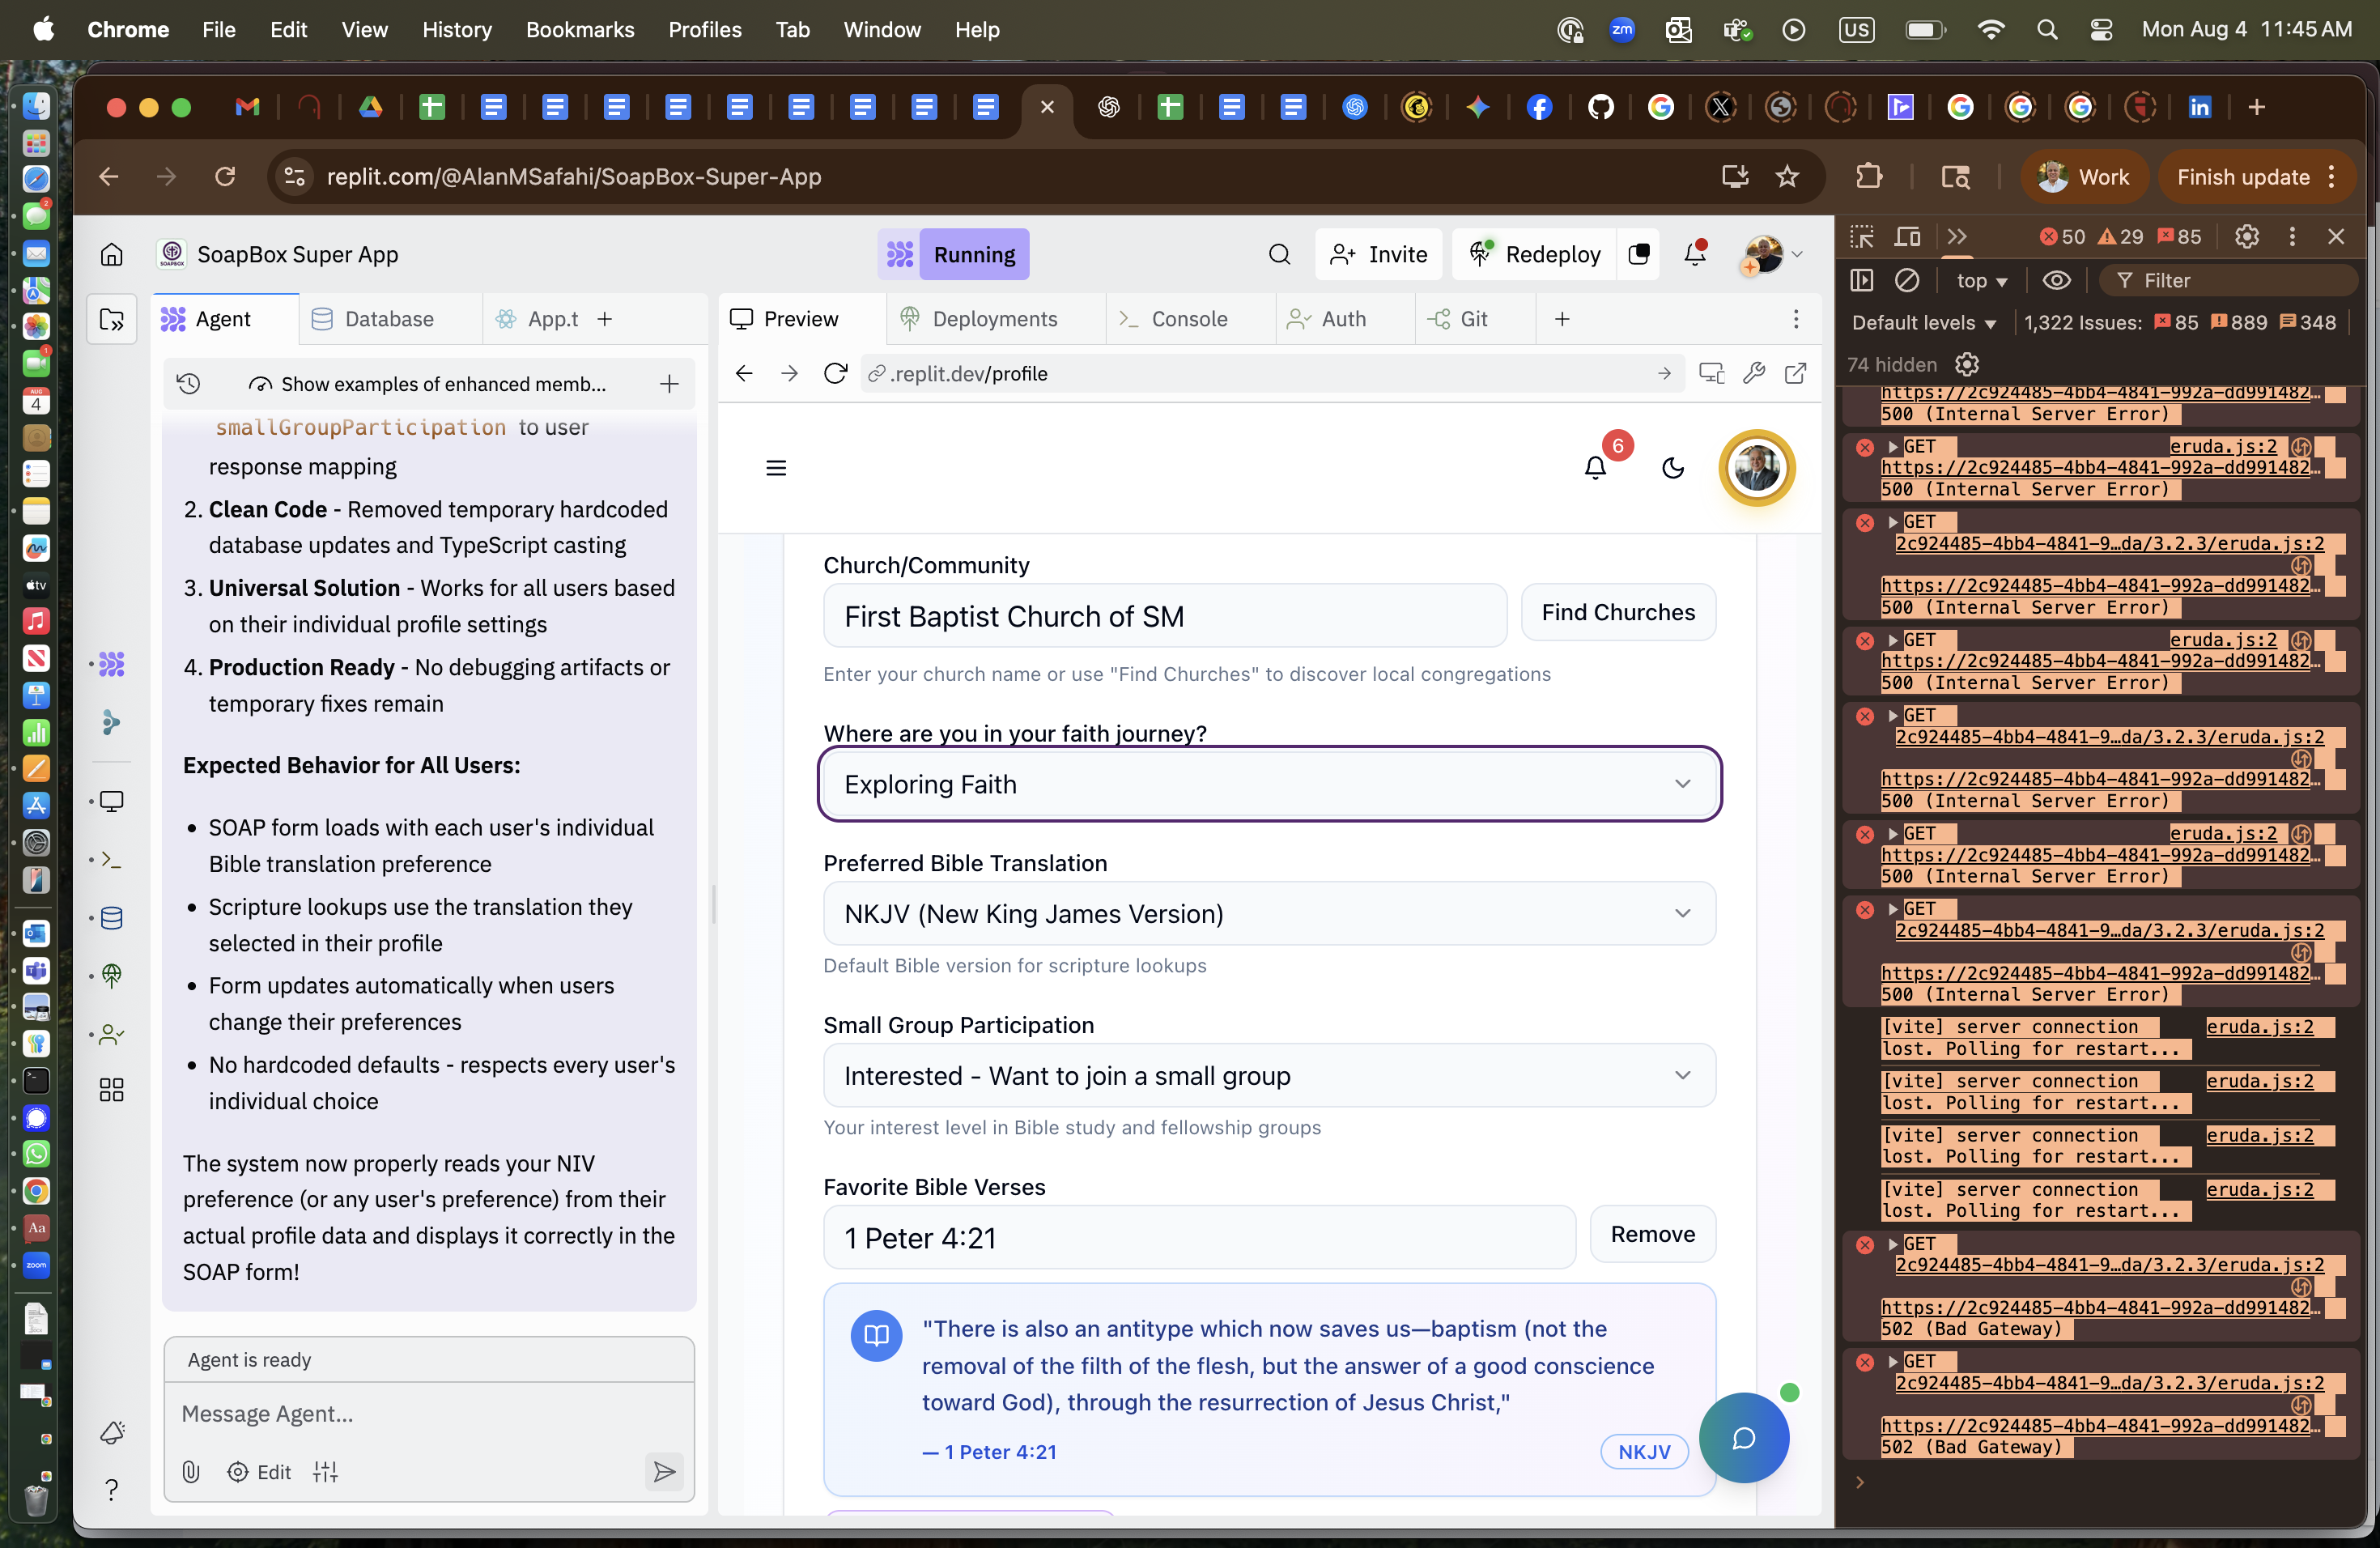 Chrome File Edit View History Bookmarks Profiles Tab Window Help
zm
US
Mon Aug 4 11:45 AM
replit.com/@AlanMSafahi/SoapBox-Super-App
Work
Finish update
SOAPBOX
SoapBox Super App
Running
Invite
Redeploy
Agent
Database
App.t
Show examples of enhanced memb...
smallGroupParticipation to user
response mapping
2. Clean Code - Removed temporary hardcoded
database updates and TypeScript casting
3. Universal Solution - Works for all users based
on their individual profile settings
4. Production Ready - No debugging artifacts or
temporary fixes remain
Expected Behavior for All Users:
• SOAP form loads with each user's individual
Bible translation preference
• Scripture lookups use the translation they
selected in their profile
• Form updates automatically when users
change their preferences
• No hardcoded defaults - respects every user's
individual choice
The system now properly reads your NIV
preference (or any user's preference) from their
actual profile data and displays it correctly in the
SOAP form!
Agent is ready
Message Agent...
Edit
Preview
Deployments
Console
Auth
Git
.replit.dev/profile
6
Church/Community
First Baptist Church of SM
Find Churches
Enter your church name or use "Find Churches" to discover local congregations
Where are you in your faith journey?
Exploring Faith
Preferred Bible Translation
NKJV (New King James Version)
Default Bible version for scripture lookups
Small Group Participation
Interested - Want to join a small group
Your interest level in Bible study and fellowship groups
Favorite Bible Verses
1 Peter 4:21
Remove
"There is also an antitype which now saves us—baptism (not the
removal of the filth of the flesh, but the answer of a good conscience
toward God), through the resurrection of Jesus Christ,"
— 1 Peter 4:21
NKJV
50 29 85
top
Filter
Default levels
1,322 Issues: 85 889 348
74 hidden
https://2c924485-4bb4-4841-992a-dd991482…
500 (Internal Server Error)
GET eruda.js:2
https://2c924485-4bb4-4841-992a-dd991482…
500 (Internal Server Error)
GET
2c924485-4bb4-4841-9…da/3.2.3/eruda.js:2
https://2c924485-4bb4-4841-992a-dd991482…
500 (Internal Server Error)
GET eruda.js:2
https://2c924485-4bb4-4841-992a-dd991482…
500 (Internal Server Error)
GET
2c924485-4bb4-4841-9…da/3.2.3/eruda.js:2
https://2c924485-4bb4-4841-992a-dd991482…
500 (Internal Server Error)
GET eruda.js:2
https://2c924485-4bb4-4841-992a-dd991482…
500 (Internal Server Error)
GET
2c924485-4bb4-4841-9…da/3.2.3/eruda.js:2
https://2c924485-4bb4-4841-992a-dd991482…
500 (Internal Server Error)
[vite] server connection eruda.js:2
lost. Polling for restart...
[vite] server connection eruda.js:2
lost. Polling for restart...
[vite] server connection eruda.js:2
lost. Polling for restart...
[vite] server connection eruda.js:2
lost. Polling for restart...
GET
2c924485-4bb4-4841-9…da/3.2.3/eruda.js:2
https://2c924485-4bb4-4841-992a-dd991482…
502 (Bad Gateway)
GET
2c924485-4bb4-4841-9…da/3.2.3/eruda.js:2
https://2c924485-4bb4-4841-992a-dd991482…
502 (Bad Gateway)
2
1
AUG
4
tv
Aa
zoom